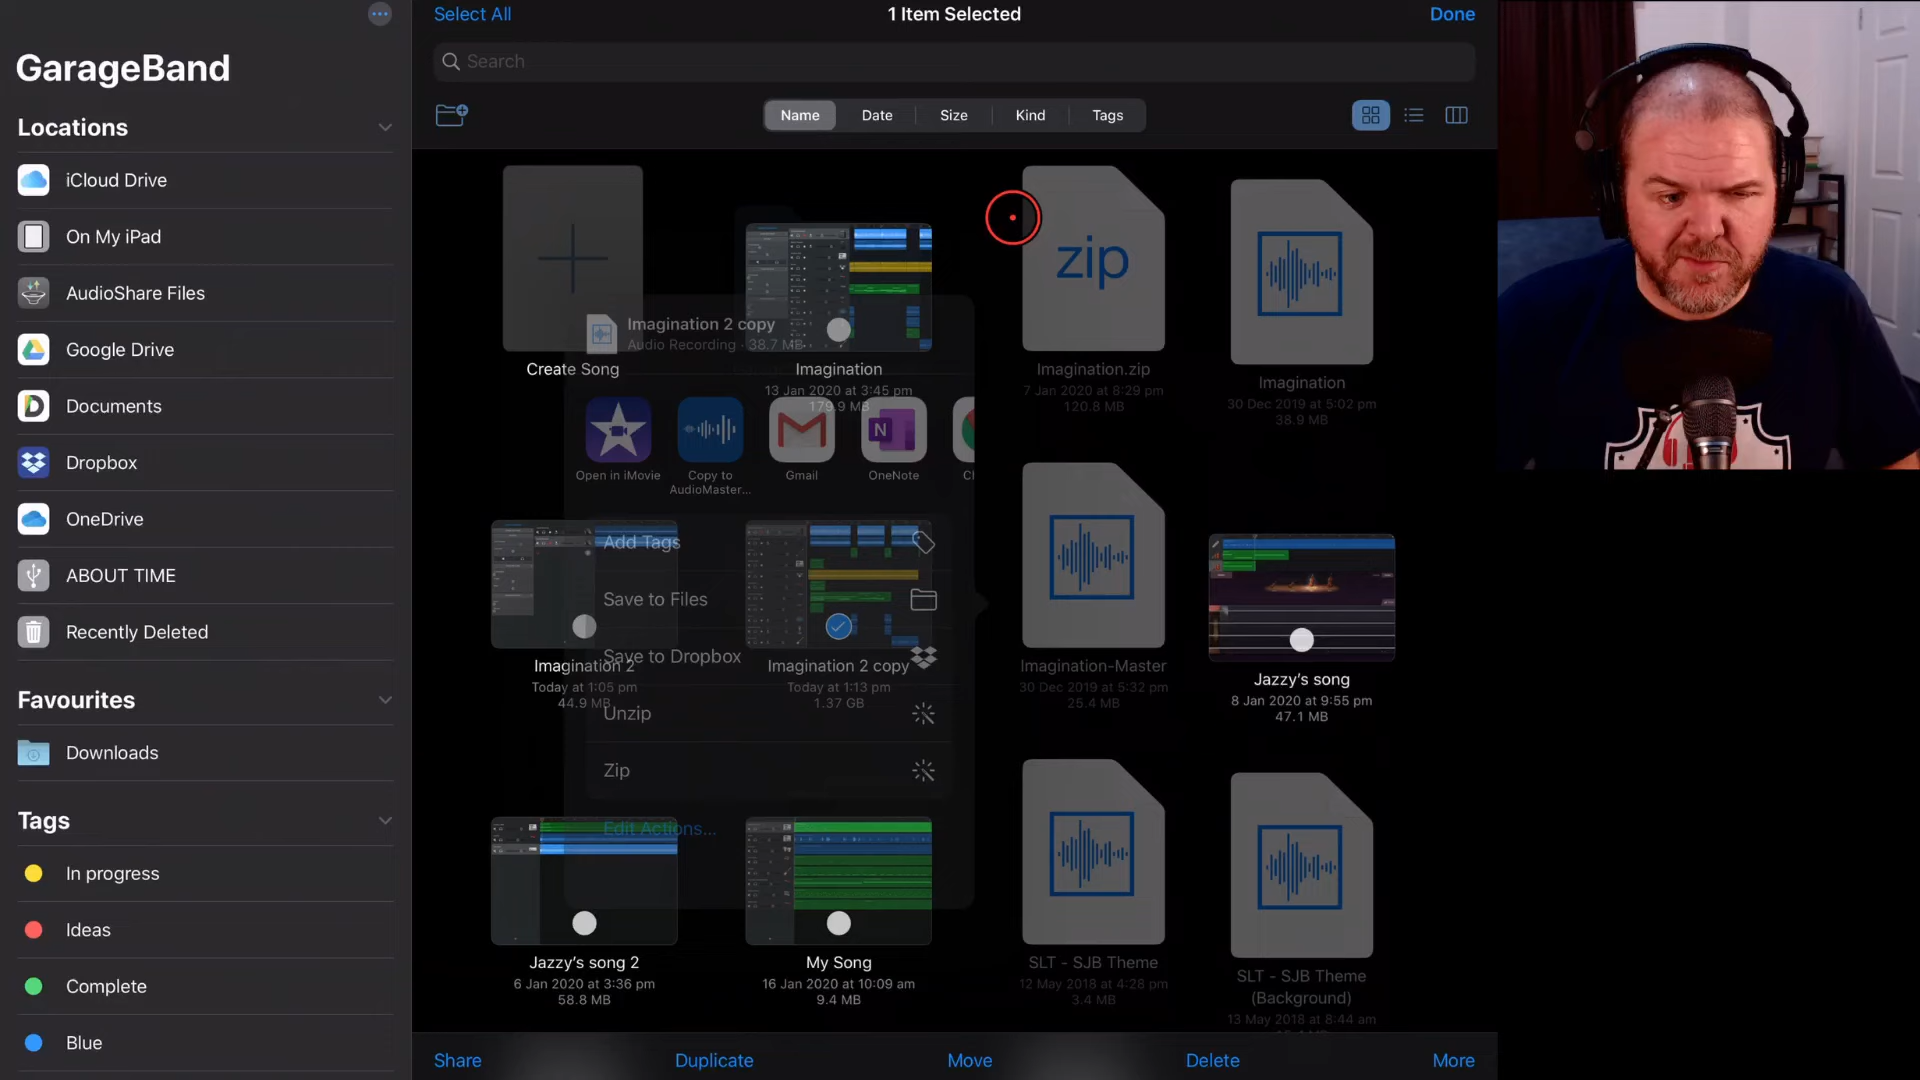 GarageBand
Locations
iCloud Drive
On My iPad
AudioShare Files
Google Drive
Documents
Dropbox
OneDrive
ABOUT TIME
Recently Deleted
Favourites
Downloads
Tags
In progress
Ideas
Complete
Blue
Select All
1 Item Selected
Done
Search
Name
Date
Size
Kind
Tags
Create Song
Imagination
13 Jan 2020 at 3:45 pm
179.9 MB
zip
Imagination.zip
7 Jan 2020 at 8:29 pm
120.8 MB
Imagination
30 Dec 2019 at 5:02 pm
38.9 MB
Imagination 2 copy
Audio Recording · 38.7 MB
Open in iMovie
Copy to
AudioMaster...
Gmail
OneNote
Add Tags
Save to Files
Save to Dropbox
Unzip
Zip
Edit Actions...
Imagination 2
Today at 1:05 pm
44.9 MB
Imagination 2 copy
Today at 1:13 pm
1.37 GB
Imagination-Master
30 Dec 2019 at 5:32 pm
25.4 MB
Jazzy's song
8 Jan 2020 at 9:55 pm
47.1 MB
Jazzy's song 2
6 Jan 2020 at 3:36 pm
58.8 MB
My Song
16 Jan 2020 at 10:09 am
9.4 MB
SLT - SJB Theme
12 May 2018 at 4:28 pm
3.4 MB
SLT - SJB Theme
(Background)
13 May 2018 at 8:44 am
Share
Duplicate
Move
Delete
More